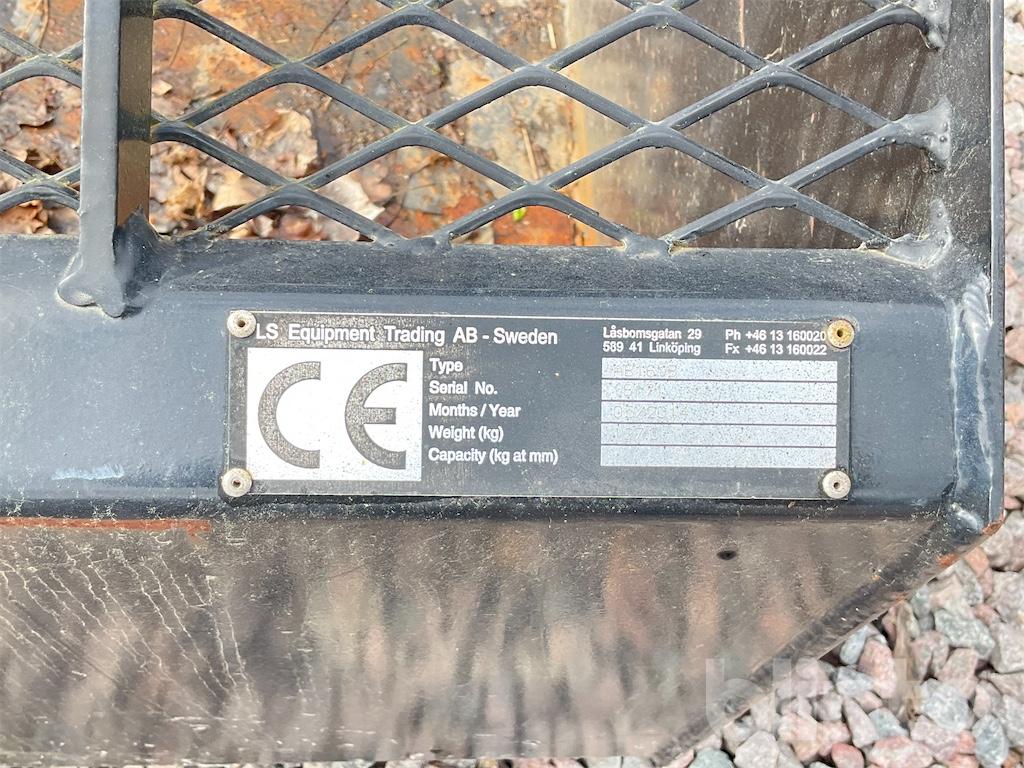 LS Equipment Trading AB - Sweden
Låsbomsgatan 29 Ph +46 13 160020
589 41 Linköping Fx +46 13 160022
CE
Type
Serial No.
Months / Year
Weight (kg)
Capacity (kg at mm)